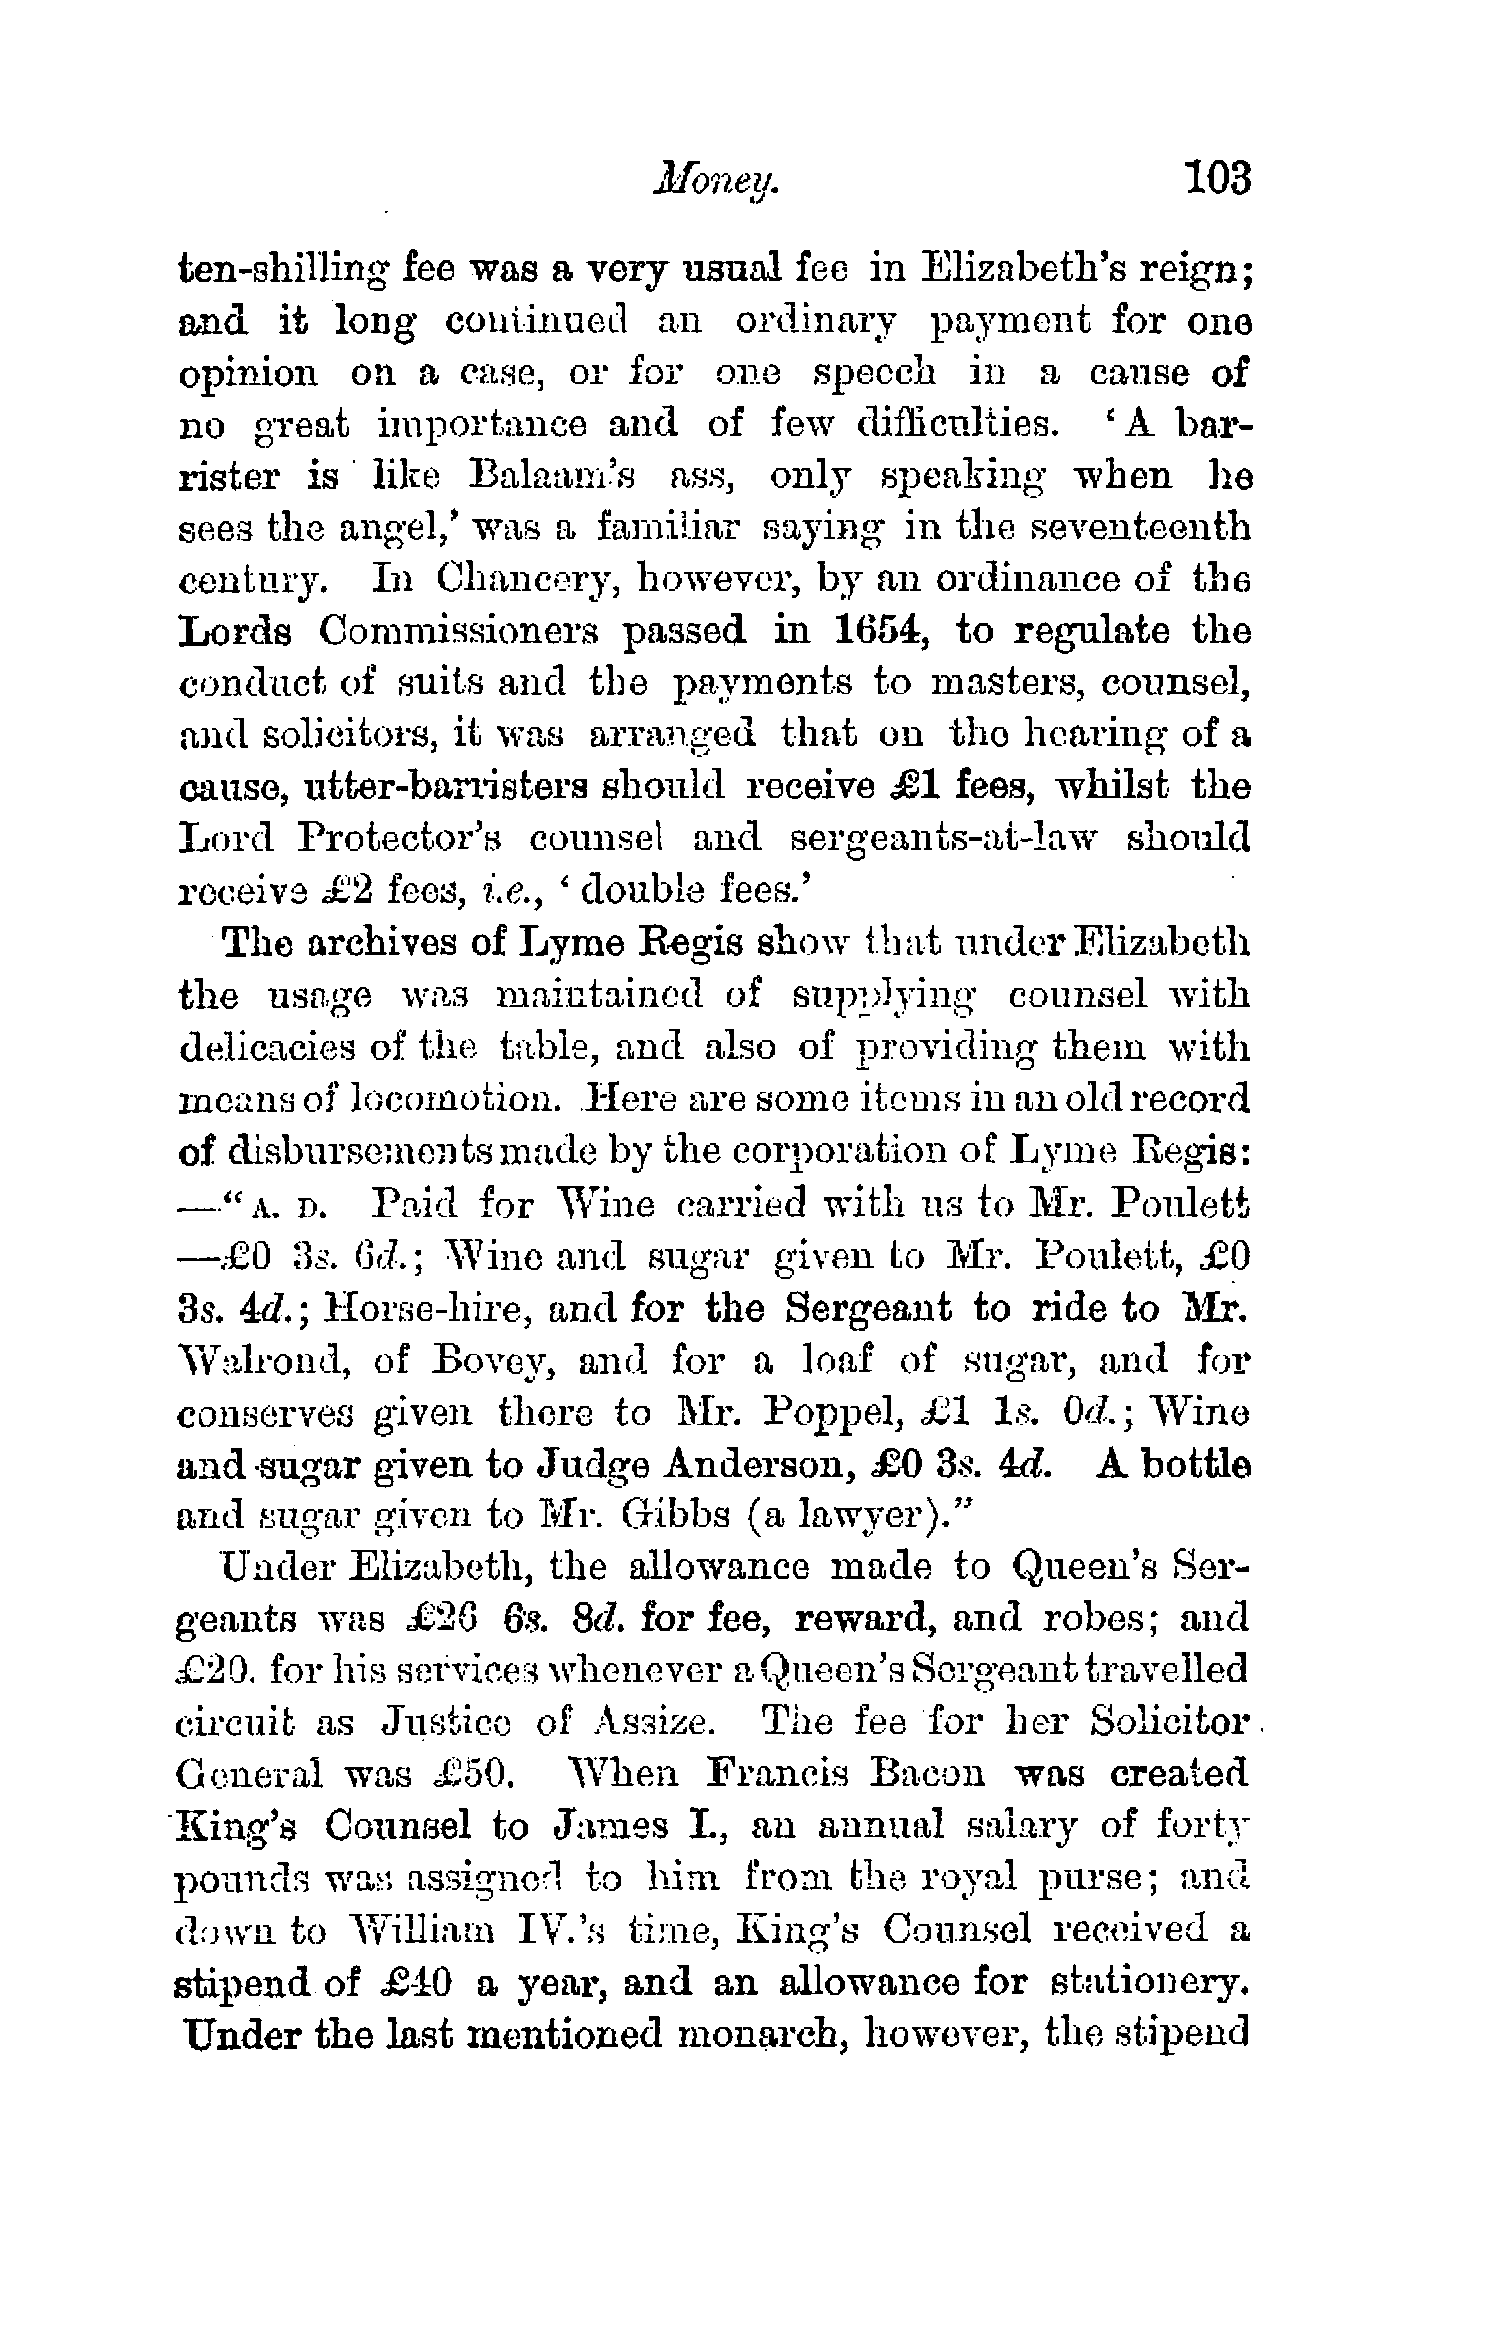 Money. 103
ten-shilling fee was a very usual fee in Elizabeth's reign;
and it long continued an ordinary payment for one
opinion on a case, or for one speech in a cause of
no great importance and of few difficulties. 'A bar-
rister is like Balaam's ass, only speaking when he
sees the angel,' was a familiar saying in the seventeenth
century. In Chancery, however, by an ordinance of the
Lords Commissioners passed in 1654, to regulate the
conduct of suits and the payments to masters, counsel,
and solicitors, it was arranged that on the hearing of a
cause, utter-barristers should receive £1 fees, whilst the
Lord Protector's counsel and sergeants-at-law should
receive £2 fees, i.e., 'double fees.'
The archives of Lyme Regis show that under Elizabeth
the usage was maintained of supplying counsel with
delicacies of the table, and also of providing them with
means of locomotion. Here are some items in an old record
of disbursements made by the corporation of Lyme Regis:
—"A. D. Paid for Wine carried with us to Mr. Poulett
—£0 3s. 6d.; Wine and sugar given to Mr. Poulett, £0
3s. 4d.; Horse-hire, and for the Sergeant to ride to Mr.
Walrond, of Bovey, and for a loaf of sugar, and for
conserves given there to Mr. Poppel, £1 1s. 0d.; Wine
and sugar given to Judge Anderson, £0 3s. 4d. A bottle
and sugar given to Mr. Gibbs (a lawyer)."
Under Elizabeth, the allowance made to Queen's Ser-
geants was £26 6s. 8d. for fee, reward, and robes; and
£20. for his services whenever a Queen's Sergeant travelled
circuit as Justice of Assize. The fee for her Solicitor
General was £50. When Francis Bacon was created
King's Counsel to James I., an annual salary of forty
pounds was assigned to him from the royal purse; and
down to William IV.'s time, King's Counsel received a
stipend of £40 a year, and an allowance for stationery.
Under the last mentioned monarch, however, the stipend